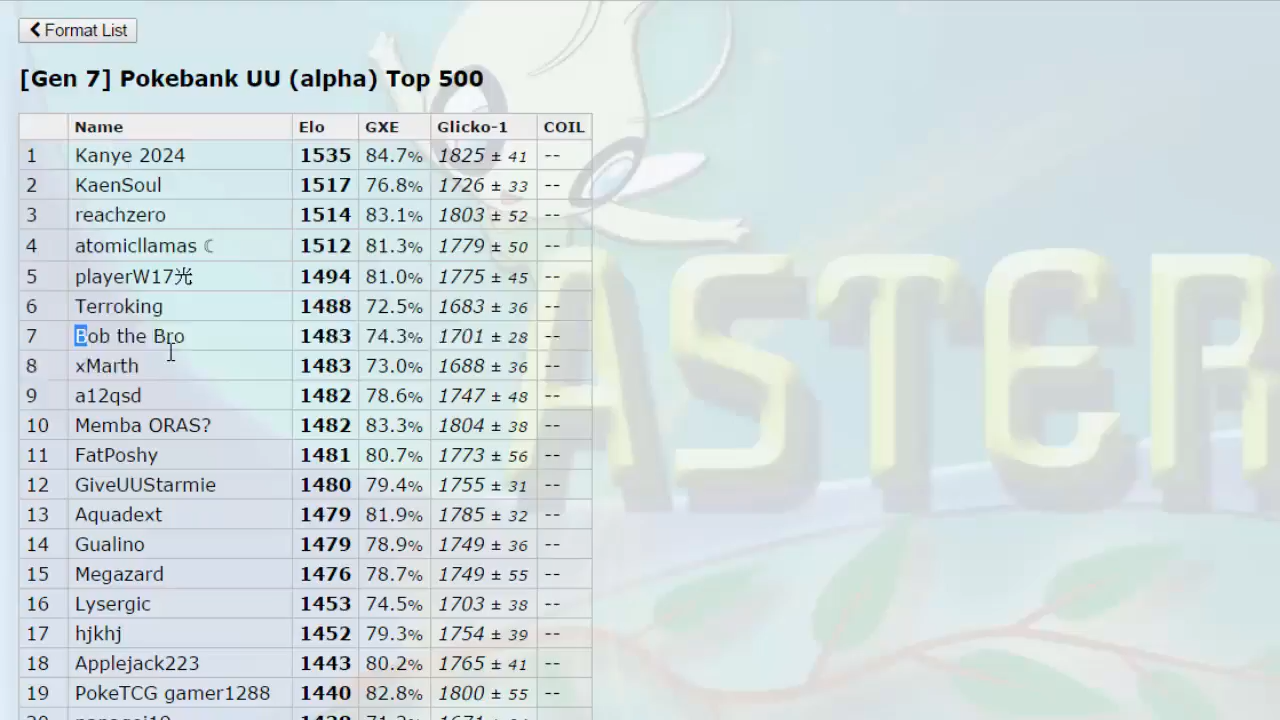 Format List
[Gen 7] Pokebank UU (alpha) Top 500
Name Elo GXE Glicko-1 COIL
1 Kanye 2024 1535 84.7% 1825 ± 41 --
2 KaenSoul 1517 76.8% 1726 ± 33 --
3 reachzero 1514 83.1% 1803 ± 52 --
4 atomicllamas ☾ 1512 81.3% 1779 ± 50 --
5 playerW17光 1494 81.0% 1775 ± 45 --
6 Terroking 1488 72.5% 1683 ± 36 --
7 Bob the Bro 1483 74.3% 1701 ± 28 --
8 xMarth 1483 73.0% 1688 ± 36 --
9 a12qsd 1482 78.6% 1747 ± 48 --
10 Memba ORAS? 1482 83.3% 1804 ± 38 --
11 FatPoshy 1481 80.7% 1773 ± 56 --
12 GiveUUStarmie 1480 79.4% 1755 ± 31 --
13 Aquadext 1479 81.9% 1785 ± 32 --
14 Gualino 1479 78.9% 1749 ± 36 --
15 Megazard 1476 78.7% 1749 ± 55 --
16 Lysergic 1453 74.5% 1703 ± 38 --
17 hjkhj 1452 79.3% 1754 ± 39 --
18 Applejack223 1443 80.2% 1765 ± 41 --
19 PokeTCG gamer1288 1440 82.8% 1800 ± 55 --
ASTER